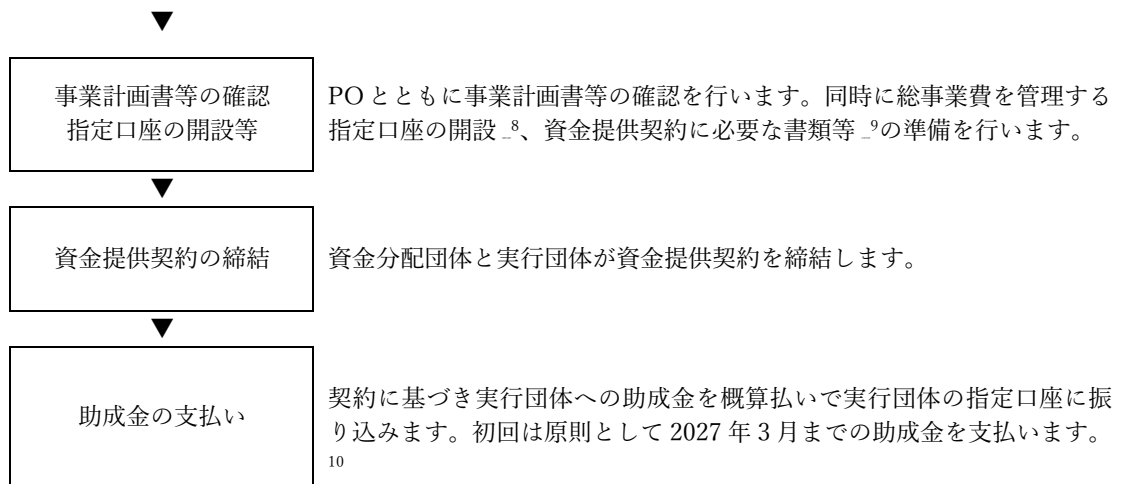 ▼
事業計画書等の確認
指定口座の開設等
POとともに事業計画書等の確認を行います。同時に総事業費を管理する
指定口座の開設 _8、資金提供契約に必要な書類等 _9の準備を行います。
▼
資金提供契約の締結
資金分配団体と実行団体が資金提供契約を締結します。
▼
助成金の支払い
契約に基づき実行団体への助成金を概算払いで実行団体の指定口座に振
り込みます。初回は原則として 2027 年 3 月までの助成金を支払います。
10